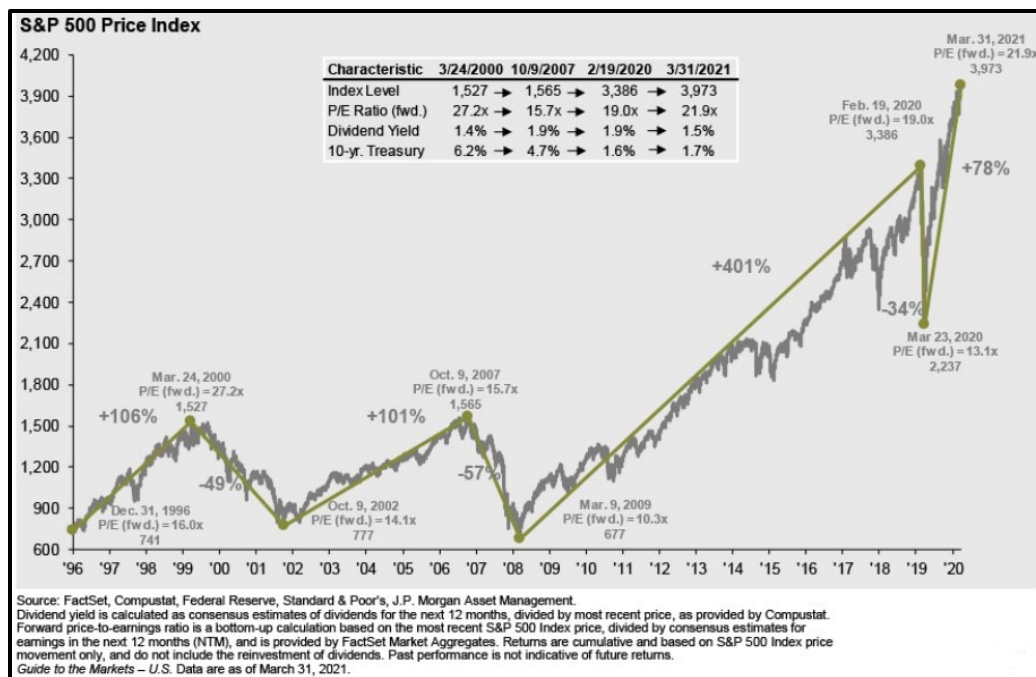 S&P 500 Price Index
Mar. 31, 2021
P/E (fwd.) = 21.9x
3,973
4,200
3,900
3,600
3,300
3,000
2,700
2,400
2,100
1,800
1,500
1,200
900
600
Characteristic 3/24/2000 10/9/2007 2/19/2020 3/31/2021
Index Level 1,527 → 1,565 → 3,386 → 3,973
P/E Ratio (fwd.) 27.2x → 15.7x → 19.0x → 21.9x
Dividend Yield 1.4% → 1.9% → 1.9% → 1.5%
10-yr. Treasury 6.2% → 4.7% → 1.6% → 1.7%
Feb. 19, 2020
P/E (fwd.) = 19.0x
3,386
+78%
+401%
-34%
Mar 23, 2020
P/E (fwd.) = 13.1x
2,237
Mar. 24, 2000
P/E (fwd.) = 27.2x
1,527
Oct. 9, 2007
P/E (fwd.) = 15.7x
1,565
+106%
+101%
-49%
-57%
Dec. 31, 1996
P/E (fwd.) = 16.0x
741
Oct. 9, 2002
P/E (fwd.) = 14.1x
777
Mar. 9, 2009
P/E (fwd.) = 10.3x
677
'96 '97 '98 '99 '00 '01 '02 '03 '04 '05 '06 '07 '08 '09 '10 '11 '12 '13 '14 '15 '16 '17 '18 '19 '20
Source: FactSet, Compustat, Federal Reserve, Standard & Poor's, J.P. Morgan Asset Management.
Dividend yield is calculated as consensus estimates of dividends for the next 12 months, divided by most recent price, as provided by Compustat.
Forward price-to-earnings ratio is a bottom-up calculation based on the most recent S&P 500 Index price, divided by consensus estimates for
earnings in the next 12 months (NTM), and is provided by FactSet Market Aggregates. Returns are cumulative and based on S&P 500 Index price
movement only, and do not include the reinvestment of dividends. Past performance is not indicative of future returns.
Guide to the Markets – U.S. Data are as of March 31, 2021.